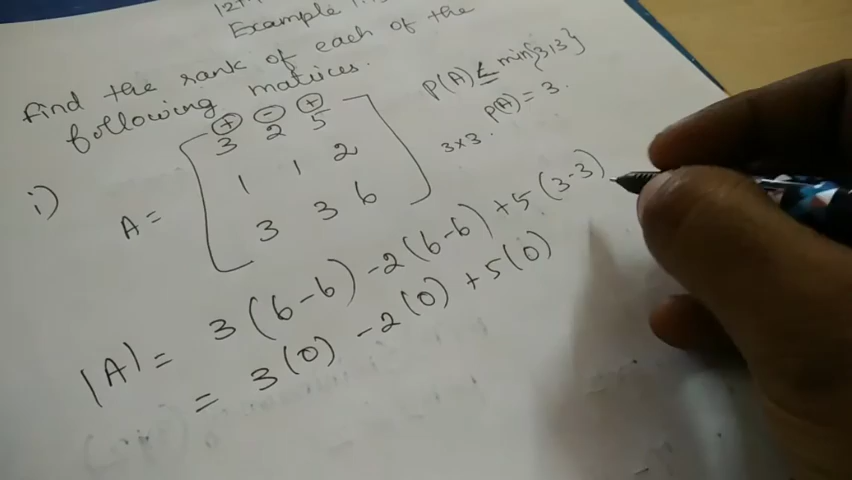 Example
Find the rank of each of the
following matices.
P(A) ≤ min{3,3}
P(A) = 3.
3×3.
⊕ ⊖ ⊕
i) A = [ 3 2 5
1 1 2
3 3 6 ]
|A| = 3(6-6) -2(6-6) +5(3-3)
= 3(0) -2(0) +5(0)